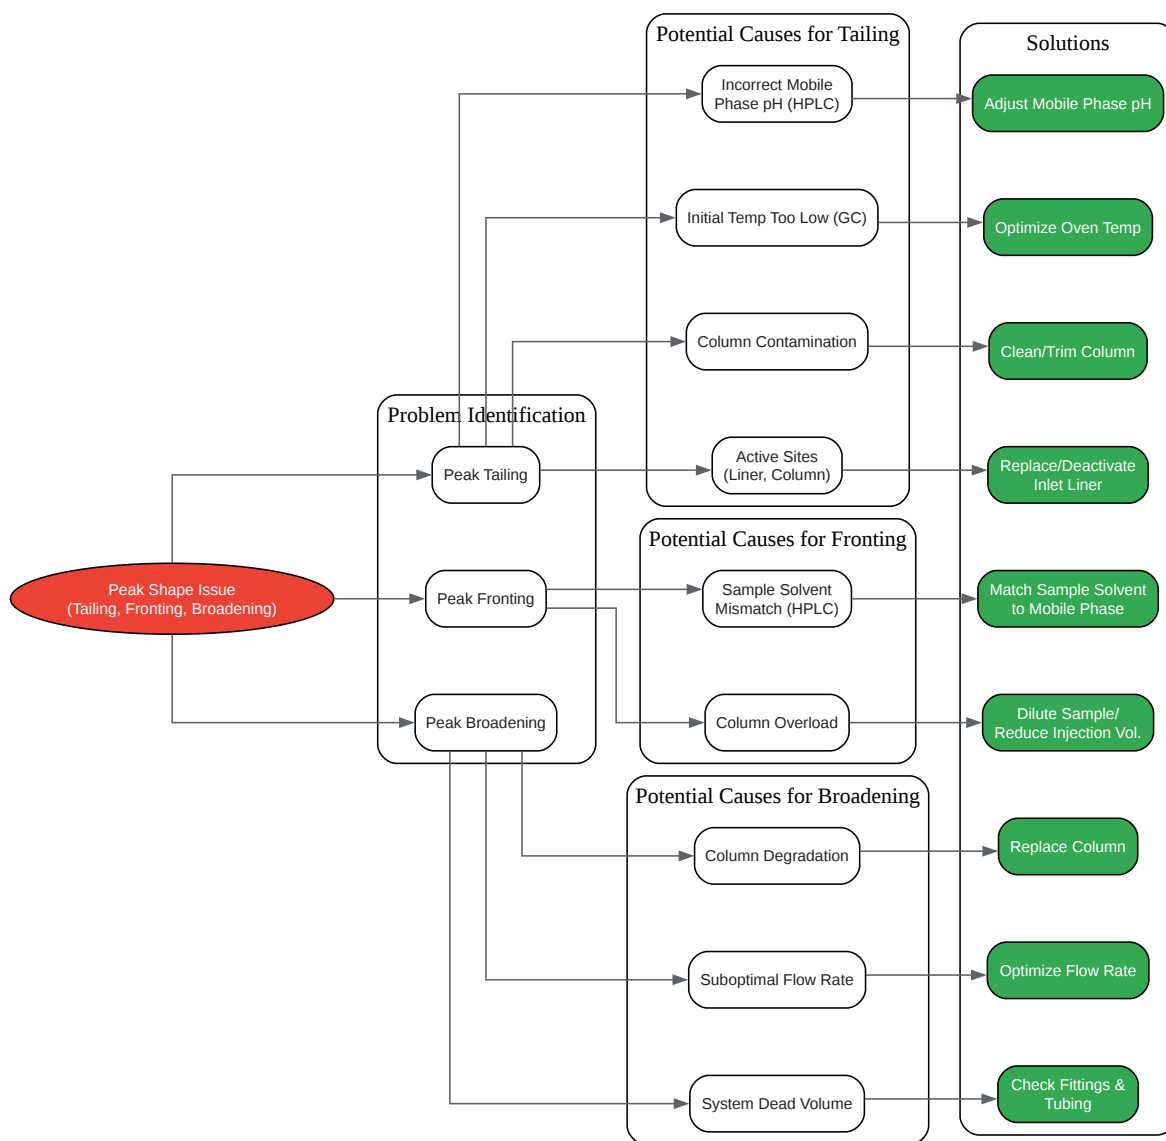 Peak Shape Issue
(Tailing, Fronting, Broadening)
Problem Identification
Peak Tailing
Peak Fronting
Peak Broadening
Potential Causes for Tailing
Incorrect Mobile
Phase pH (HPLC)
Initial Temp Too Low (GC)
Column Contamination
Active Sites
(Liner, Column)
Potential Causes for Fronting
Sample Solvent
Mismatch (HPLC)
Column Overload
Potential Causes for Broadening
Column Degradation
Suboptimal Flow Rate
System Dead Volume
Solutions
Adjust Mobile Phase pH
Optimize Oven Temp
Clean/Trim Column
Replace/Deactivate
Inlet Liner
Match Sample Solvent
to Mobile Phase
Dilute Sample/
Reduce Injection Vol.
Replace Column
Optimize Flow Rate
Check Fittings &
Tubing